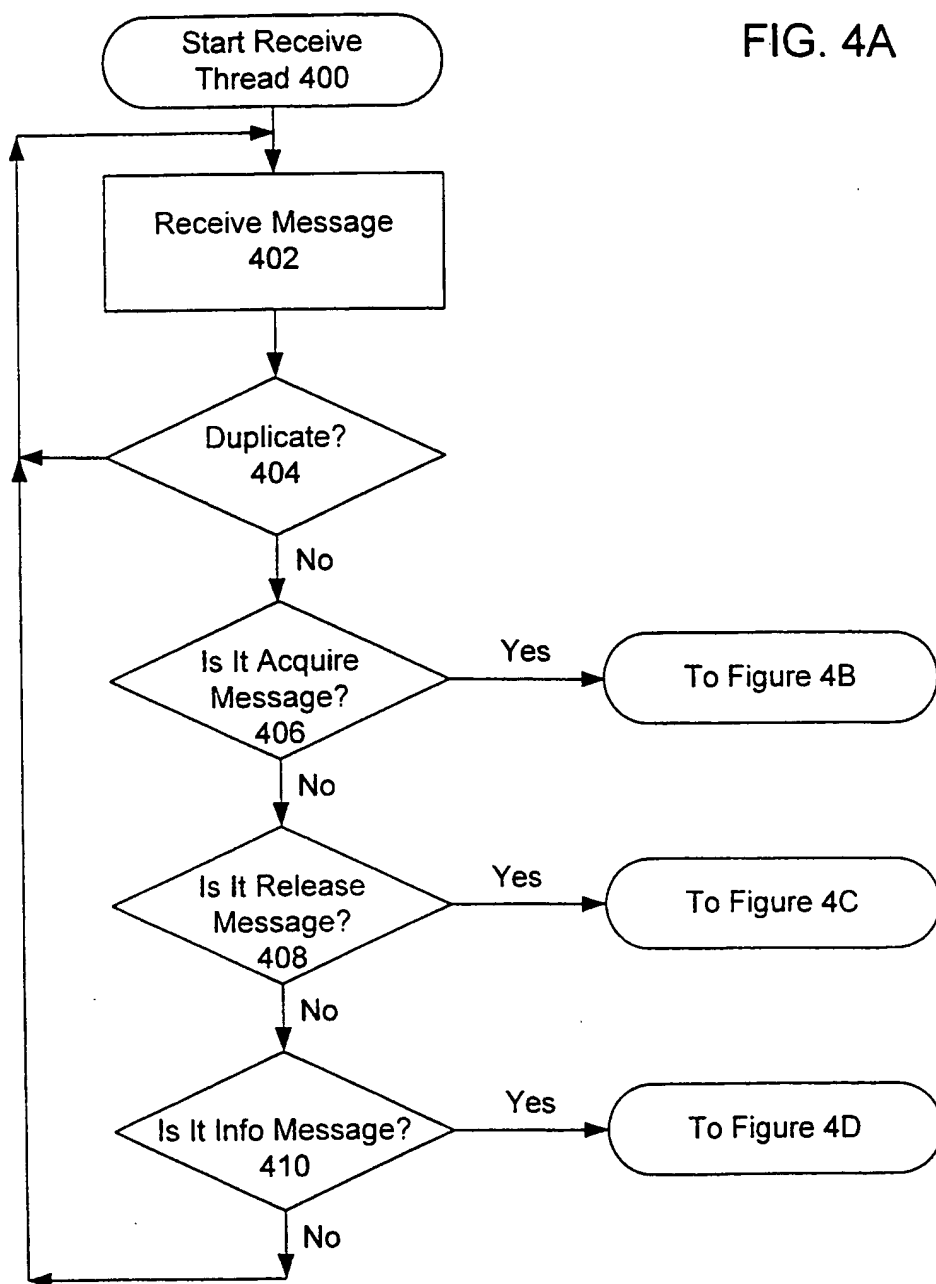 FIG. 4A
Start Receive
Thread 400
Receive Message
402
Duplicate?
404
No
Is It Acquire
Message?
406
Yes
To Figure 4B
No
Is It Release
Message?
408
Yes
To Figure 4C
No
Is It Info Message?
410
Yes
To Figure 4D
No